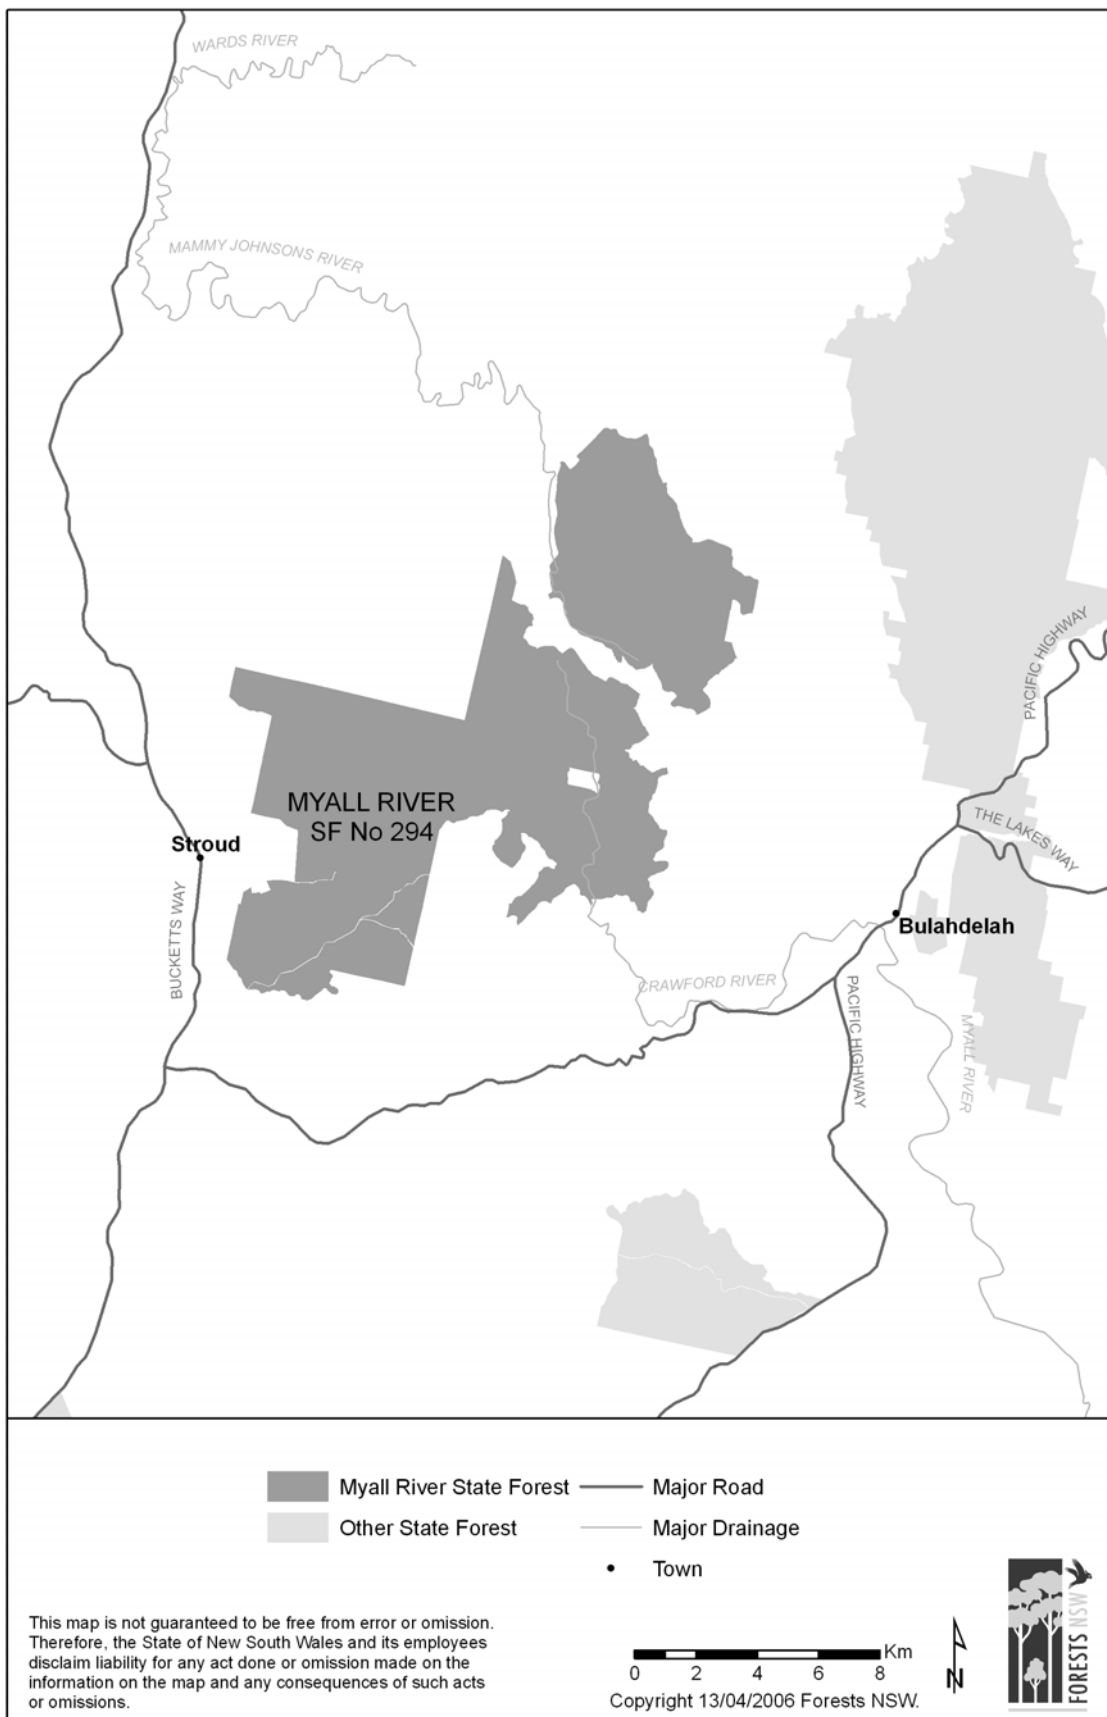 WARDS RIVER
MAMMY JOHNSONS RIVER
PACIFIC HIGHWAY
MYALL RIVER
SF No 294
THE LAKES WAY
Stroud
BUCKETTS WAY
Bulahdelah
CRAWFORD RIVER
PACIFIC HIGHWAY
MYALL RIVER
Myall River State Forest
Major Road
Other State Forest
Major Drainage
Town
This map is not guaranteed to be free from error or omission.
Therefore, the State of New South Wales and its employees
disclaim liability for any act done or omission made on the
information on the map and any consequences of such acts
or omissions.
Km
0 2 4 6 8
Copyright 13/04/2006 Forests NSW.
N
FORESTS NSW